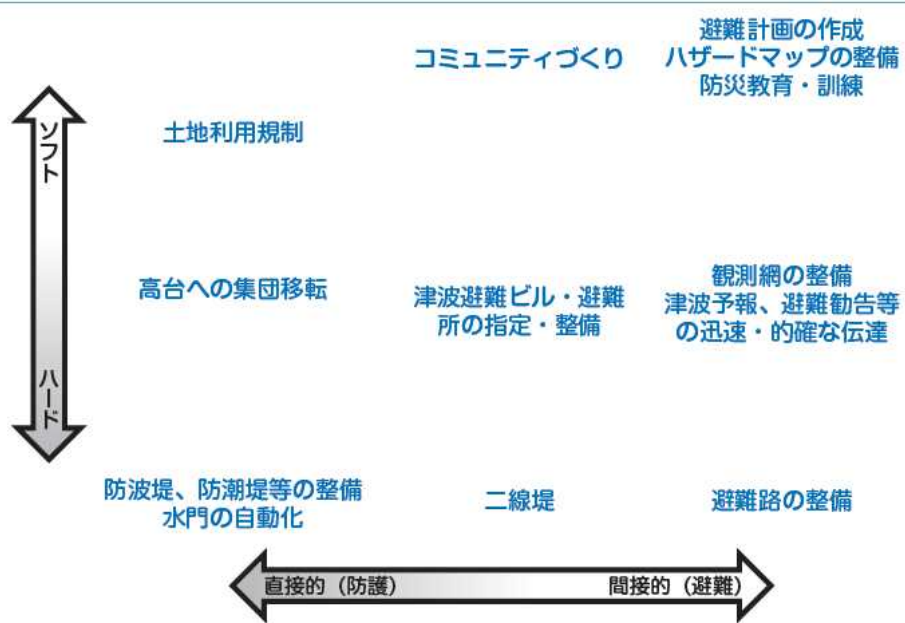 避難計画の作成
ハザードマップの整備
防災教育・訓練
コミュニティづくり
土地利用規制
ソフト
高台への集団移転
津波避難ビル・避難
所の指定・整備
観測網の整備
津波予報、避難勧告等
の迅速・的確な伝達
ハード
防波堤、防潮堤等の整備
水門の自動化
二線堤
避難路の整備
直接的（防護）
間接的（避難）